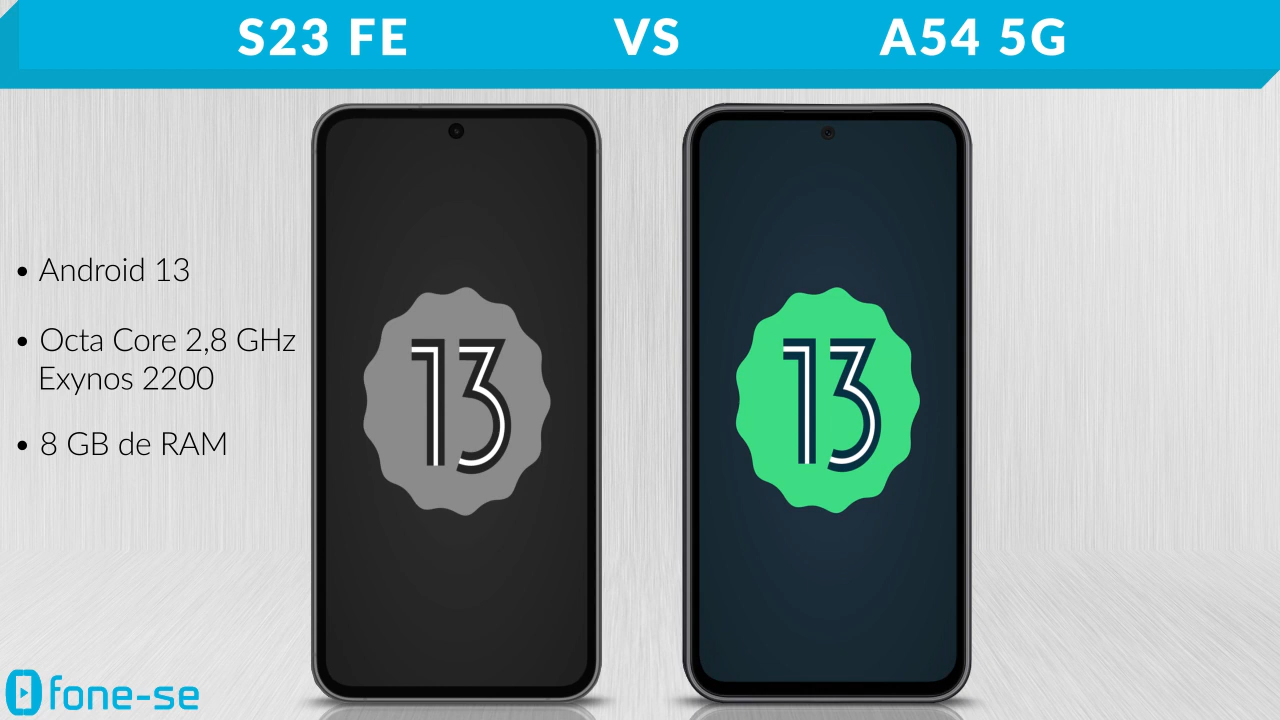 S23 FE VS A54 5G
• Android 13
• Octa Core 2,8 GHz
Exynos 2200
• 8 GB de RAM
13
13
fone-se